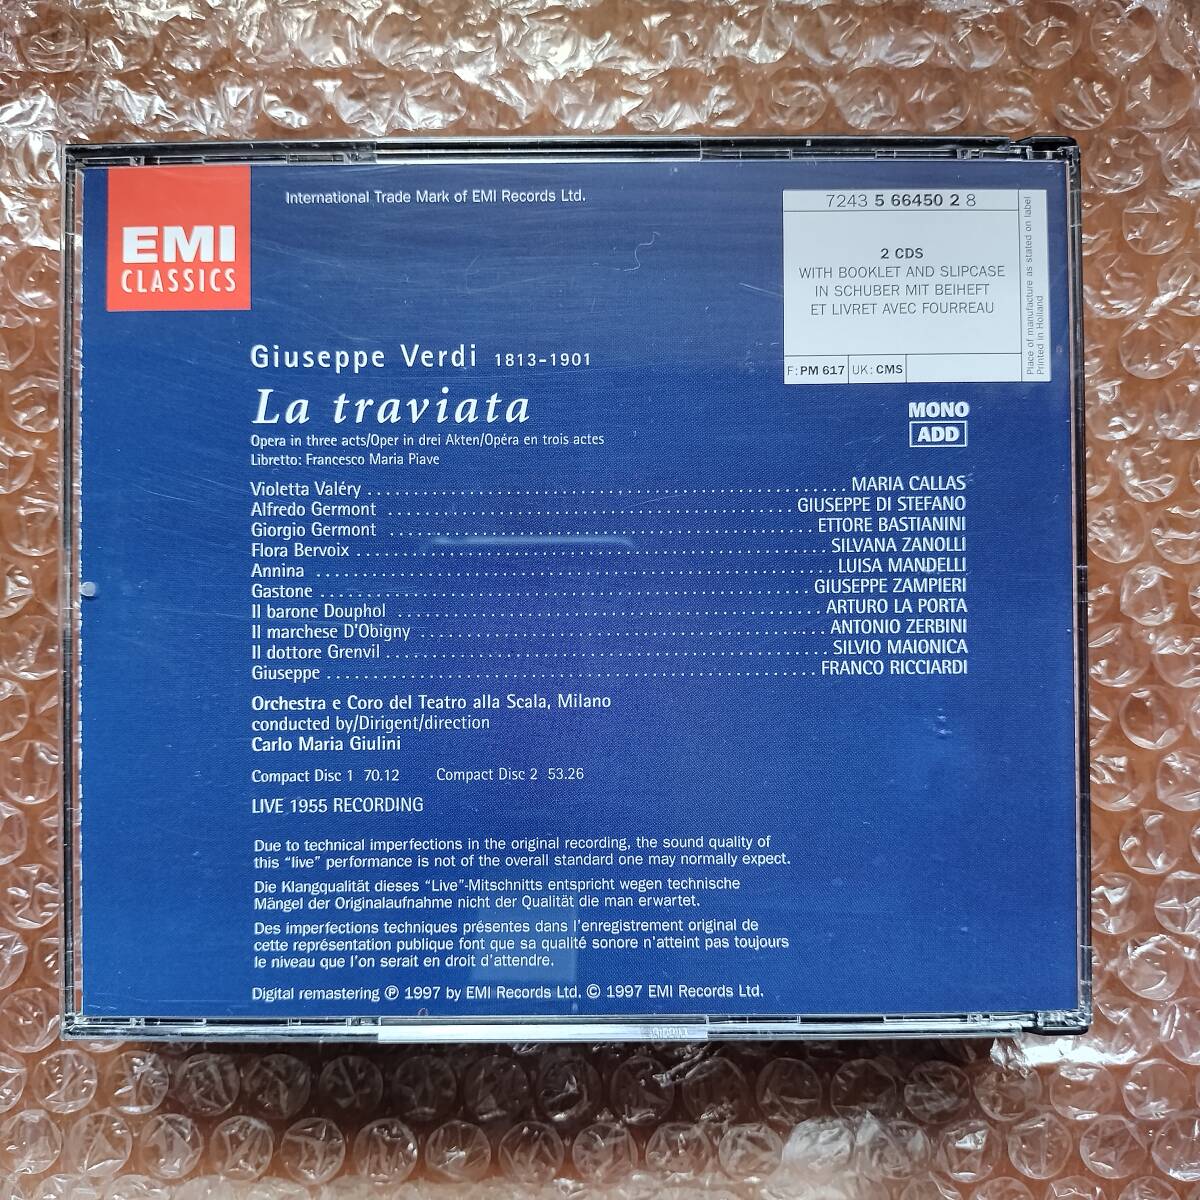 EMI
CLASSICS
International Trade Mark of EMI Records Ltd.
7243 5 66450 2 8
2 CDS
WITH BOOKLET AND SLIPCASE
IN SCHUBER MIT BEIHEFT
ET LIVRET AVEC FOURREAU
F: PM 617 UK: CMS
Place of manufacture as stated on label
Printed in Holland
Giuseppe Verdi 1813-1901
La traviata
Opera in three acts/Oper in drei Akten/Opéra en trois actes
Libretto: Francesco Maria Piave
MONO
ADD
Violetta Valéry MARIA CALLAS
Alfredo Germont GIUSEPPE DI STEFANO
Giorgio Germont ETTORE BASTIANINI
Flora Bervoix SILVANA ZANOLLI
Annina LUISA MANDELLI
Gastone GIUSEPPE ZAMPIERI
Il barone Douphol ARTURO LA PORTA
Il marchese D'Obigny ANTONIO ZERBINI
Il dottore Grenvil SILVIO MAIONICA
Giuseppe FRANCO RICCIARDI
Orchestra e Coro del Teatro alla Scala, Milano
conducted by/Dirigent/direction
Carlo Maria Giulini
Compact Disc 1 70.12 Compact Disc 2 53.26
LIVE 1955 RECORDING
Due to technical imperfections in the original recording, the sound quality of
this "live" performance is not of the overall standard one may normally expect.
Die Klangqualität dieses "Live"-Mitschnitts entspricht wegen technische
Mängel der Originalaufnahme nicht der Qualität die man erwartet.
Des imperfections techniques présentes dans l'enregistrement original de
cette représentation publique font que sa qualité sonore n'atteint pas toujours
le niveau que l'on serait en droit d'attendre.
Digital remastering ℗ 1997 by EMI Records Ltd. © 1997 EMI Records Ltd.